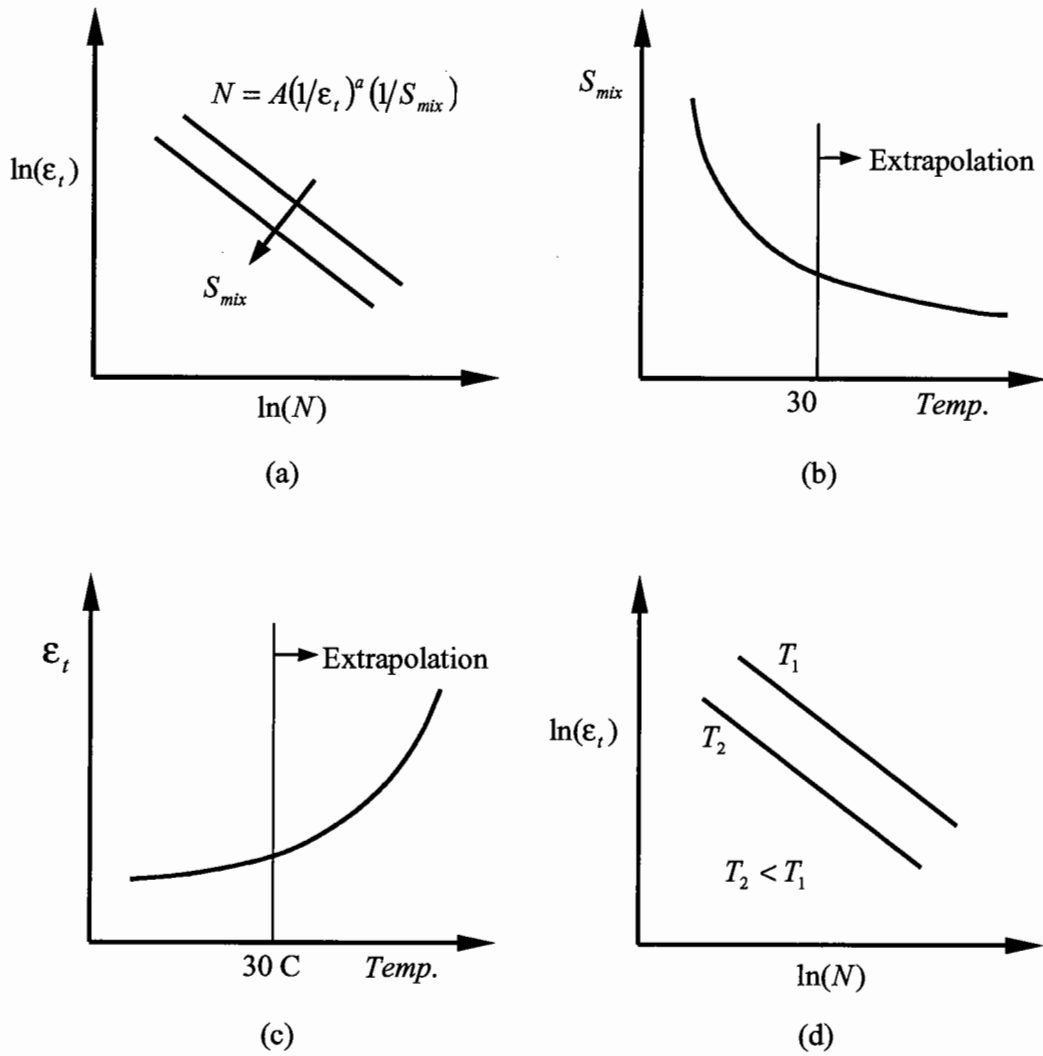 N = A(1/ε_t)^a (1/S_mix)
ln(ε_t)
S_mix
ln(N)
(a)
S_mix
Extrapolation
30
Temp.
(b)
ε_t
Extrapolation
30 C
Temp.
(c)
T_1
ln(ε_t)
T_2
T_2 < T_1
ln(N)
(d)